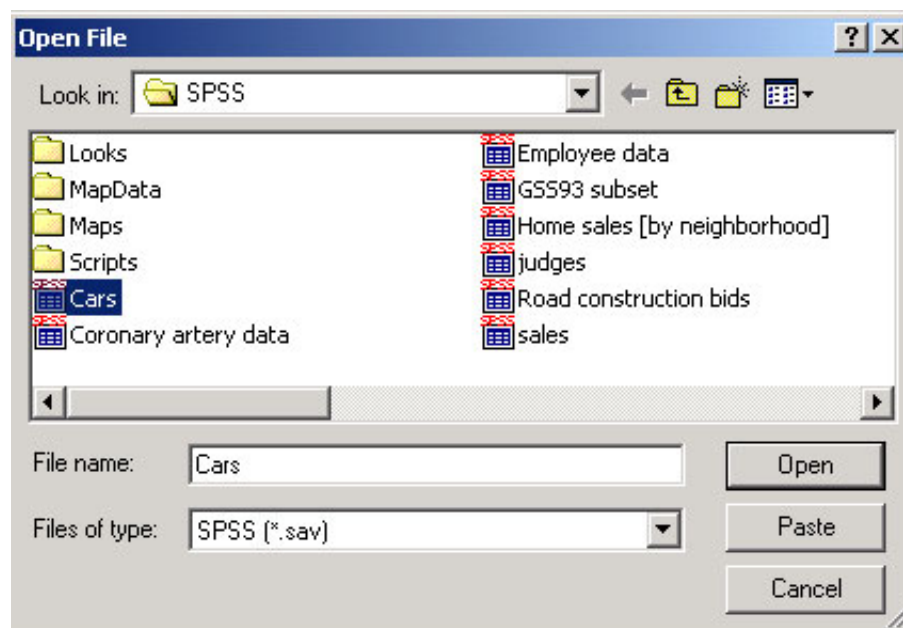 Open File
Look in: SPSS
Looks
MapData
Maps
Scripts
Cars
Coronary artery data
Employee data
GSS93 subset
Home sales [by neighborhood]
judges
Road construction bids
sales
File name: Cars
Open
Files of type: SPSS (*.sav)
Paste
Cancel